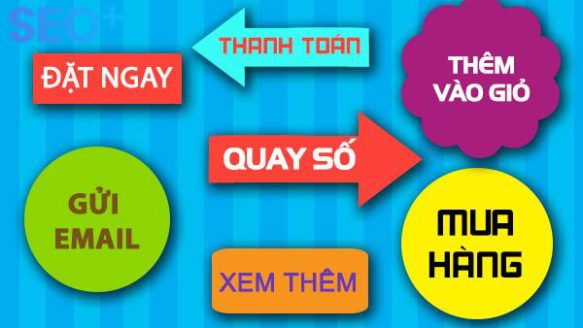 SEO+
THANH TOÁN
ĐẶT NGAY
THÊM
VÀO GIỎ
QUAY SỐ
GỬI
EMAIL
MUA
HÀNG
XEM THÊM